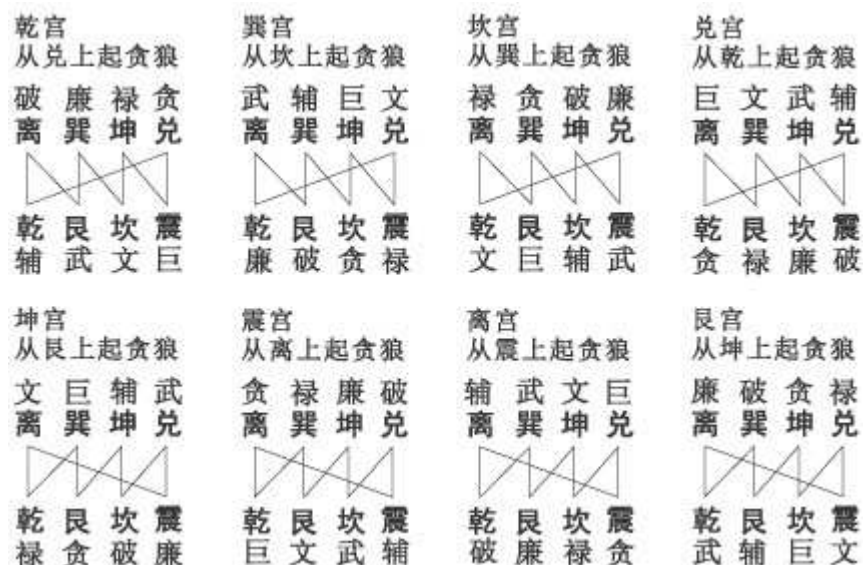 乾宫
从兑上起贪狼
破 廉 禄 贪
离 巽 坤 兑
乾 艮 坎 震
辅 武 文 巨
巽宫
从坎上起贪狼
武 辅 巨 文
离 巽 坤 兑
乾 艮 坎 震
廉 破 贪 禄
坎宫
从巽上起贪狼
禄 贪 破 廉
离 巽 坤 兑
乾 艮 坎 震
文 巨 辅 武
兑宫
从乾上起贪狼
巨 文 武 辅
离 巽 坤 兑
乾 艮 坎 震
贪 禄 廉 破
坤宫
从艮上起贪狼
文 巨 辅 武
离 巽 坤 兑
乾 艮 坎 震
禄 贪 破 廉
震宫
从离上起贪狼
贪 禄 廉 破
离 巽 坤 兑
乾 艮 坎 震
巨 文 武 辅
离宫
从震上起贪狼
辅 武 文 巨
离 巽 坤 兑
乾 艮 坎 震
破 廉 禄 贪
艮宫
从坤上起贪狼
廉 破 贪 禄
离 巽 坤 兑
乾 艮 坎 震
武 辅 巨 文